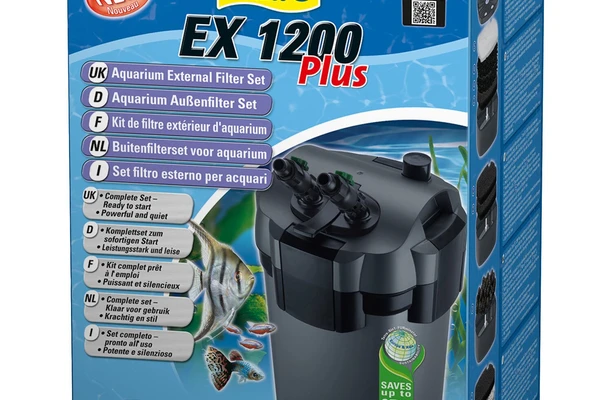 Nouveau
EX 1200
Plus
UK Aquarium External Filter Set
D Aquarium Außenfilter Set
F Kit de filtre extérieur d'aquarium
NL Buitenfilterset voor aquarium
I Set filtro esterno per acquari
UK • Complete Set –
Ready to start
• Powerful and quiet
D • Komplettset zum
sofortigen Start
• Leistungsstark und leise
F • Kit complet prêt
à l'emploi
• Puissant et silencieux
NL • Complete set –
Klaar voor gebruik
• Krachtig en stil
I • Set completo –
pronto all'uso
• Potente e silenzioso
SAVES
up to